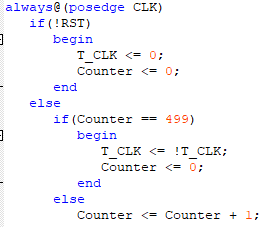 always@(posedge CLK)
if(!RST)
begin
T_CLK <= 0;
Counter <= 0;
end
else
if(Counter == 499)
begin
T_CLK <= !T_CLK;
Counter <= 0;
end
else
Counter <= Counter + 1;